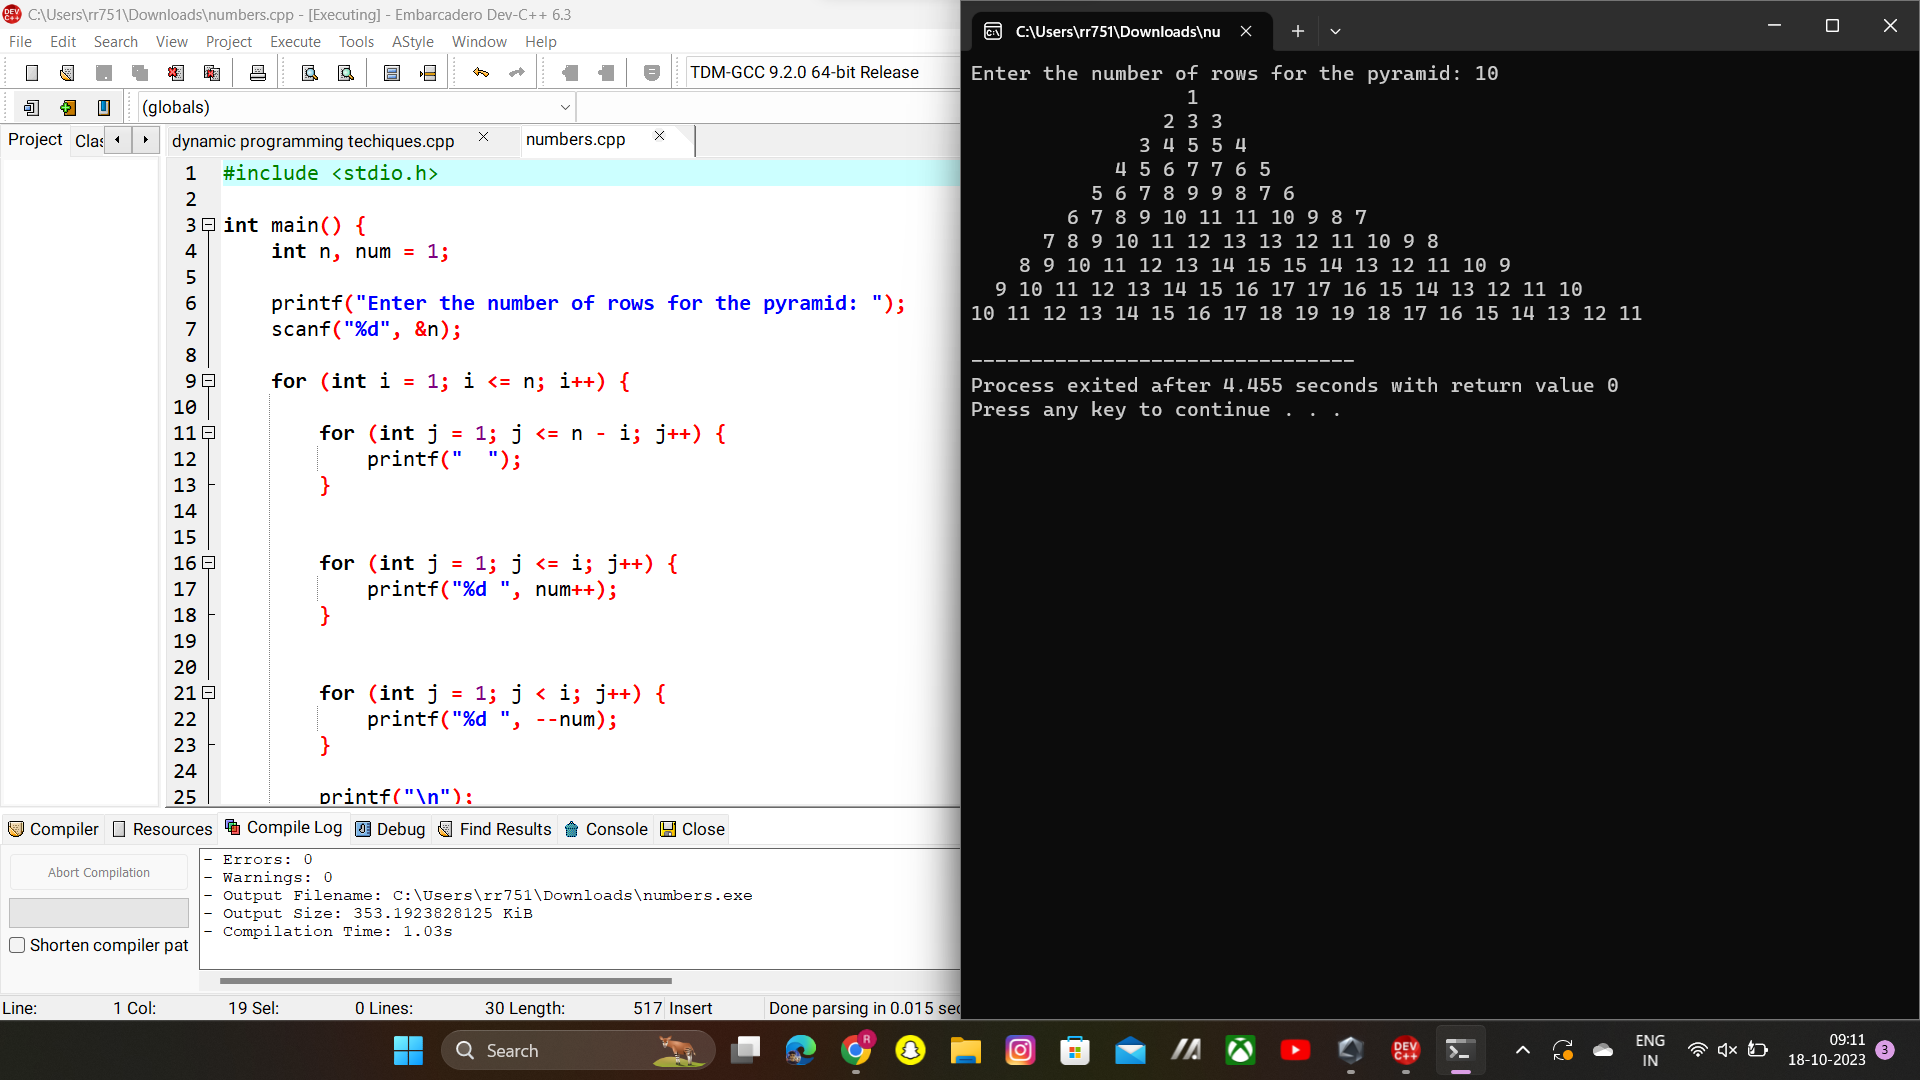 C:\Users\rr751\Downloads\numbers.cpp - [Executing] - Embarcadero Dev-C++ 6.3
File Edit Search View Project Execute Tools AStyle Window Help
TDM-GCC 9.2.0 64-bit Release
(globals)
Project Clas dynamic programming techiques.cpp numbers.cpp
1 #include <stdio.h>
2
3 int main() {
4 int n, num = 1;
5
6 printf("Enter the number of rows for the pyramid: ");
7 scanf("%d", &n);
8
9 for (int i = 1; i <= n; i++) {
10
11 for (int j = 1; j <= n - i; j++) {
12 printf("  ");
13 }
14
15
16 for (int j = 1; j <= i; j++) {
17 printf("%d ", num++);
18 }
19
20
21 for (int j = 1; j < i; j++) {
22 printf("%d ", --num);
23 }
24
25 printf("\n");
Compiler Resources Compile Log Debug Find Results Console Close
Abort Compilation
Shorten compiler pat
- Errors: 0
- Warnings: 0
- Output Filename: C:\Users\rr751\Downloads\numbers.exe
- Output Size: 353.1923828125 KiB
- Compilation Time: 1.03s
Line: 1 Col: 19 Sel: 0 Lines: 30 Length: 517 Insert Done parsing in 0.015 sec
C:\Users\rr751\Downloads\nu
Enter the number of rows for the pyramid: 10
1
2 3 3
3 4 5 5 4
4 5 6 7 7 6 5
5 6 7 8 9 9 8 7 6
6 7 8 9 10 11 11 10 9 8 7
7 8 9 10 11 12 13 13 12 11 10 9 8
8 9 10 11 12 13 14 15 15 14 13 12 11 10 9
9 10 11 12 13 14 15 16 17 17 16 15 14 13 12 11 10
10 11 12 13 14 15 16 17 18 19 19 18 17 16 15 14 13 12 11
--------------------------------
Process exited after 4.455 seconds with return value 0
Press any key to continue . . .
Search
R
DEV C++
ENG
IN
09:11
18-10-2023
3